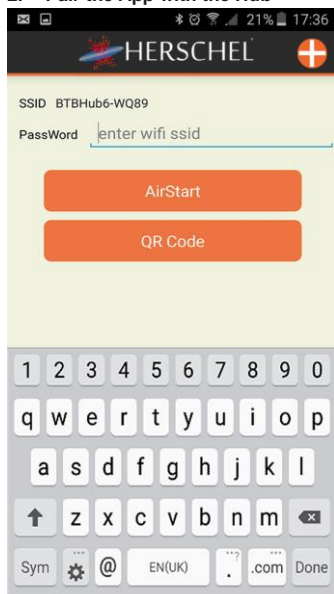 2. Pair the App with the Hub
21% 17:36
HERSCHEL
SSID BTBHub6-WQ89
PassWord enter wifi ssid
AirStart
QR Code
1 2 3 4 5 6 7 8 9 0
q w e r t y u i o p
a s d f g h j k l
z x c v b n m
Sym @ EN(UK) . ...? .com Done